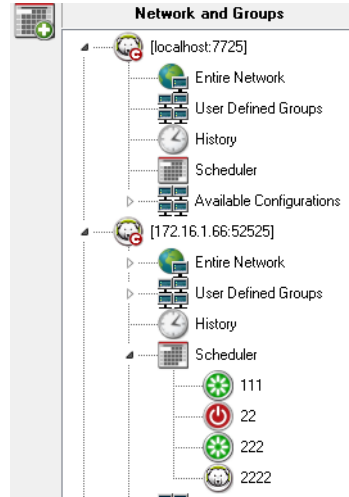 Network and Groups
[localhost:7725]
Entire Network
User Defined Groups
History
Scheduler
Available Configurations
[172.16.1.66:52525]
Entire Network
User Defined Groups
History
Scheduler
111
22
222
2222